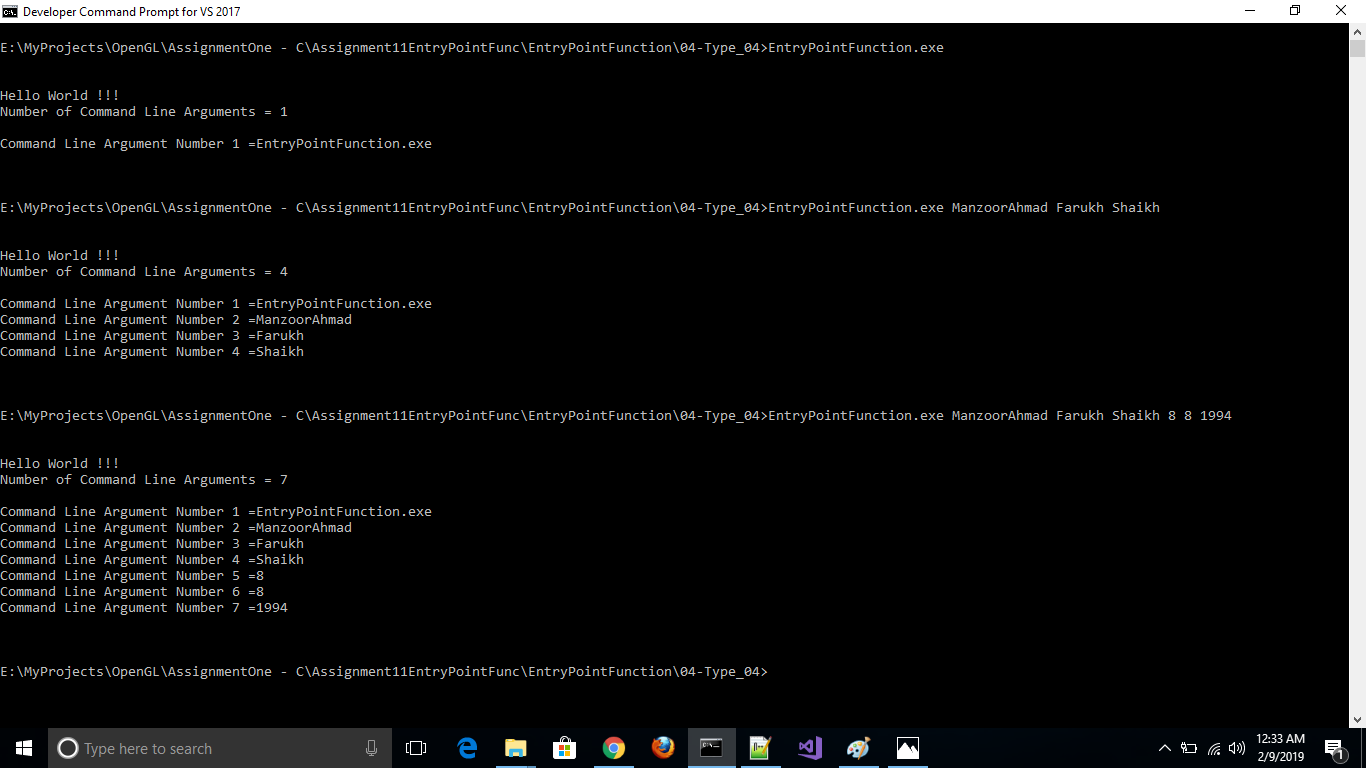 Developer Command Prompt for VS 2017
E:\MyProjects\OpenGL\AssignmentOne - C\Assignment11EntryPointFunc\EntryPointFunction\04-Type_04>EntryPointFunction.exe
Hello World !!!
Number of Command Line Arguments = 1
Command Line Argument Number 1 =EntryPointFunction.exe
E:\MyProjects\OpenGL\AssignmentOne - C\Assignment11EntryPointFunc\EntryPointFunction\04-Type_04>EntryPointFunction.exe ManzoorAhmad Farukh Shaikh
Hello World !!!
Number of Command Line Arguments = 4
Command Line Argument Number 1 =EntryPointFunction.exe
Command Line Argument Number 2 =ManzoorAhmad
Command Line Argument Number 3 =Farukh
Command Line Argument Number 4 =Shaikh
E:\MyProjects\OpenGL\AssignmentOne - C\Assignment11EntryPointFunc\EntryPointFunction\04-Type_04>EntryPointFunction.exe ManzoorAhmad Farukh Shaikh 8 8 1994
Hello World !!!
Number of Command Line Arguments = 7
Command Line Argument Number 1 =EntryPointFunction.exe
Command Line Argument Number 2 =ManzoorAhmad
Command Line Argument Number 3 =Farukh
Command Line Argument Number 4 =Shaikh
Command Line Argument Number 5 =8
Command Line Argument Number 6 =8
Command Line Argument Number 7 =1994
E:\MyProjects\OpenGL\AssignmentOne - C\Assignment11EntryPointFunc\EntryPointFunction\04-Type_04>
Type here to search
12:33 AM
2/9/2019
1